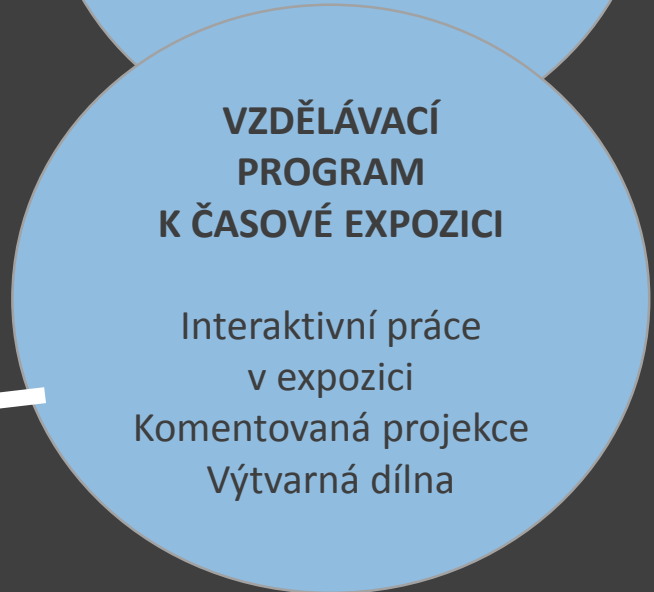 VZDĚLÁVACÍ
PROGRAM
K ČASOVÉ EXPOZICI
Interaktivní práce
v expozici
Komentovaná projekce
Výtvarná dílna